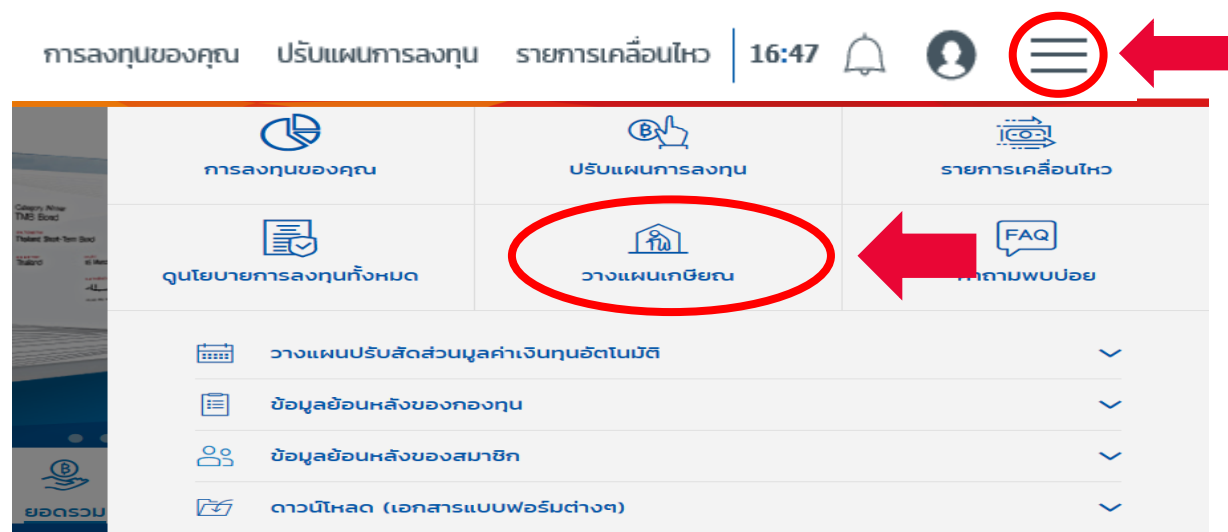 การลงทุนของคุณ ปรับแผนการลงทุน รายการเคลื่อนไหว 16:47
การลงทุนของคุณ ปรับแผนการลงทุน รายการเคลื่อนไหว
TMB Bond
FAQ
ดูนโยบายการลงทุนทั้งหมด วางแผนเกษียณ ถามพบบ่อย
วางแผนปรับสัดส่วนมูลค่าเงินทุนอัตโนมัติ
ข้อมูลย้อนหลังของกองทุน
ข้อมูลย้อนหลังของสมาชิก
ยอดรวม ดาวน์โหลด (เอกสารแบบฟอร์มต่างๆ)